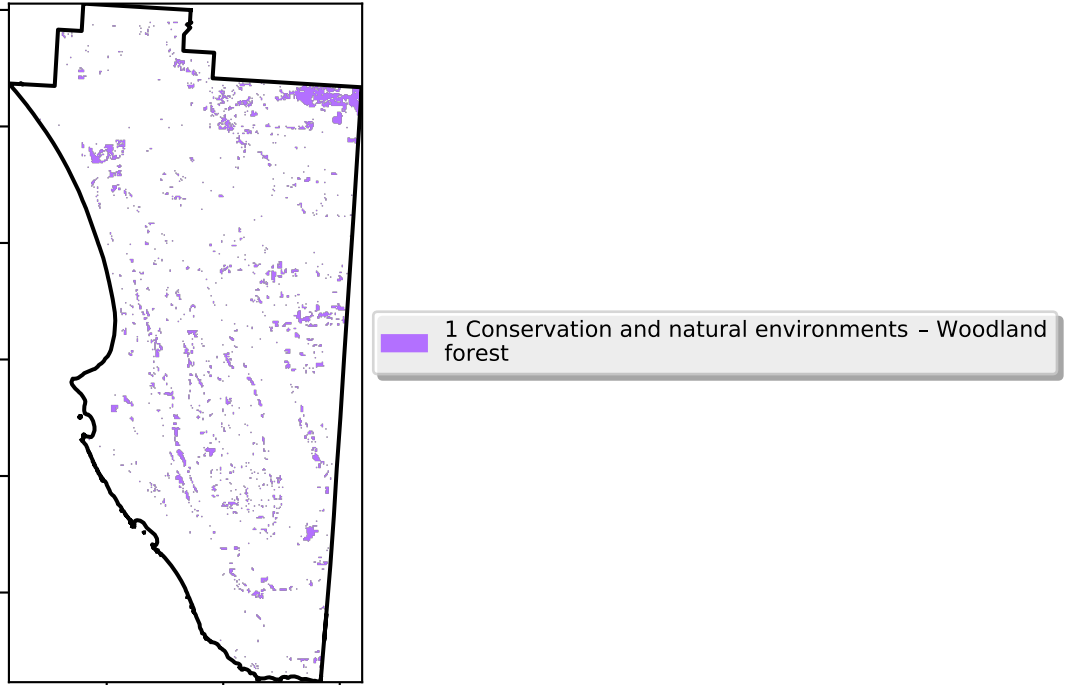 1 Conservation and natural environments – Woodland
forest